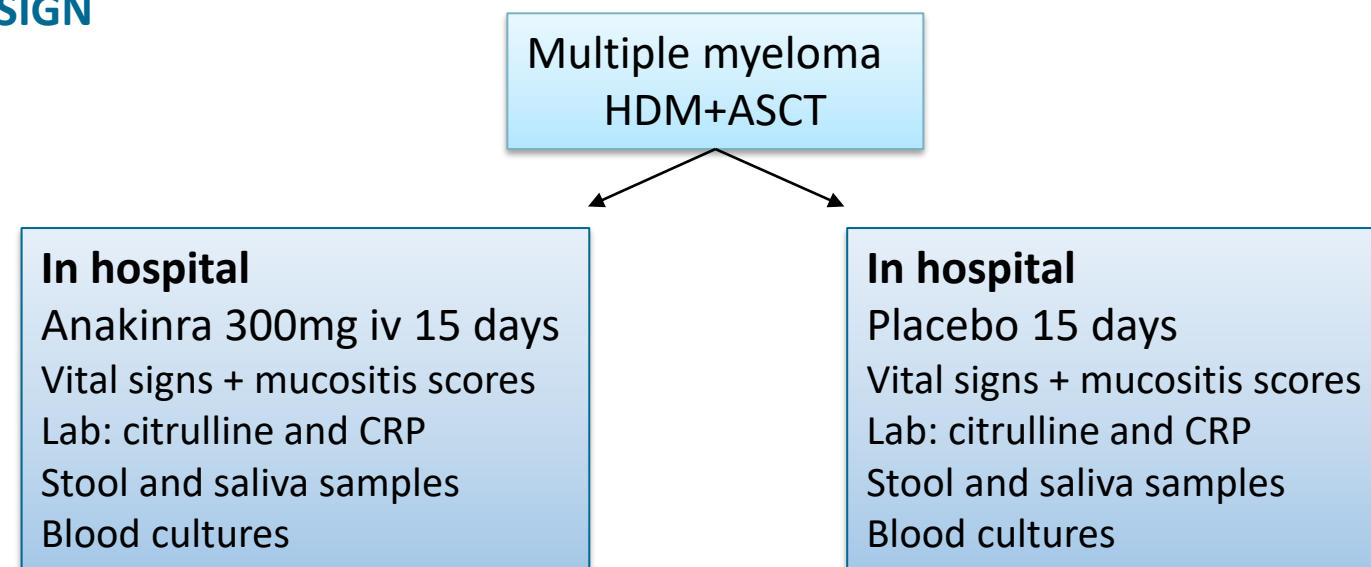 SIGN
Multiple myeloma
HDM+ASCT
In hospital
Anakinra 300mg iv 15 days
Vital signs + mucositis scores
Lab: citrulline and CRP
Stool and saliva samples
Blood cultures
In hospital
Placebo 15 days
Vital signs + mucositis scores
Lab: citrulline and CRP
Stool and saliva samples
Blood cultures